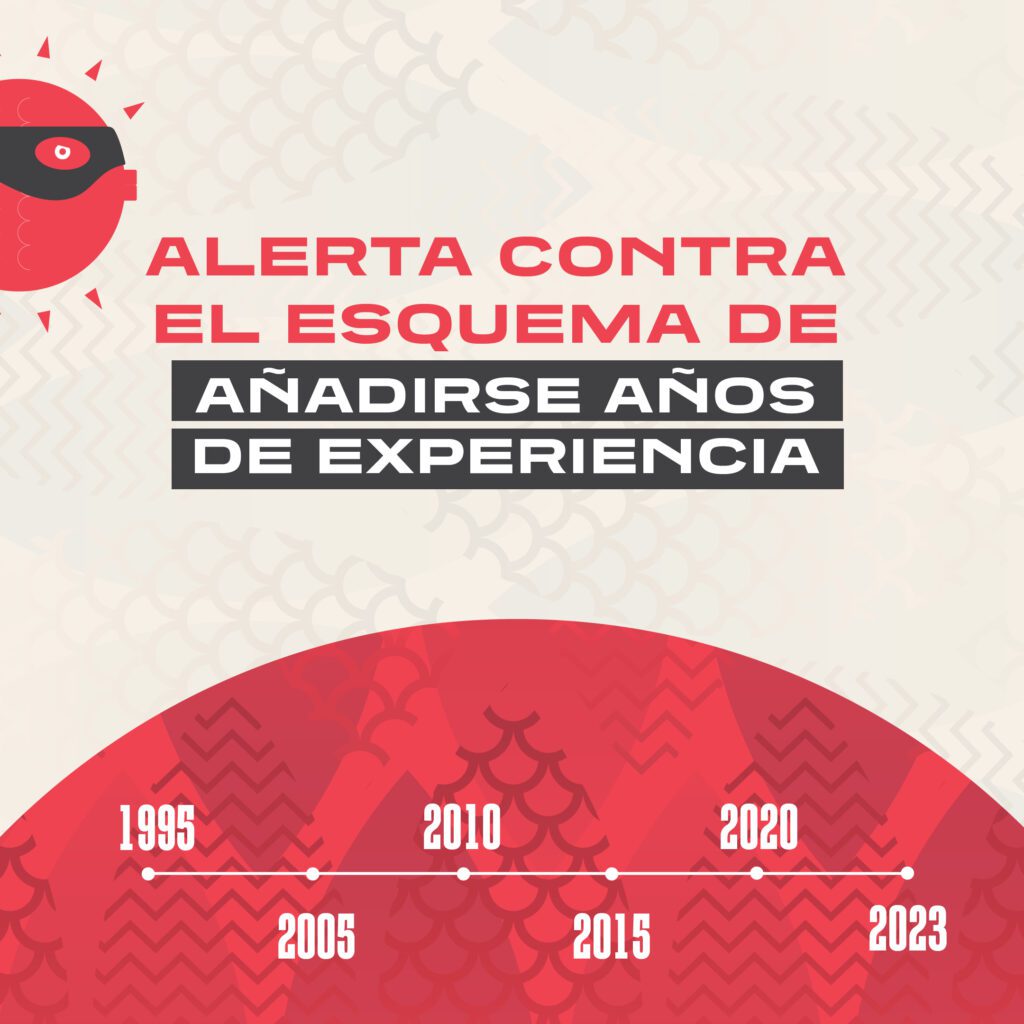 ALERTA CONTRA
EL ESQUEMA DE
AÑADIRSE AÑOS
DE EXPERIENCIA
1995
2005
2010
2015
2020
2023